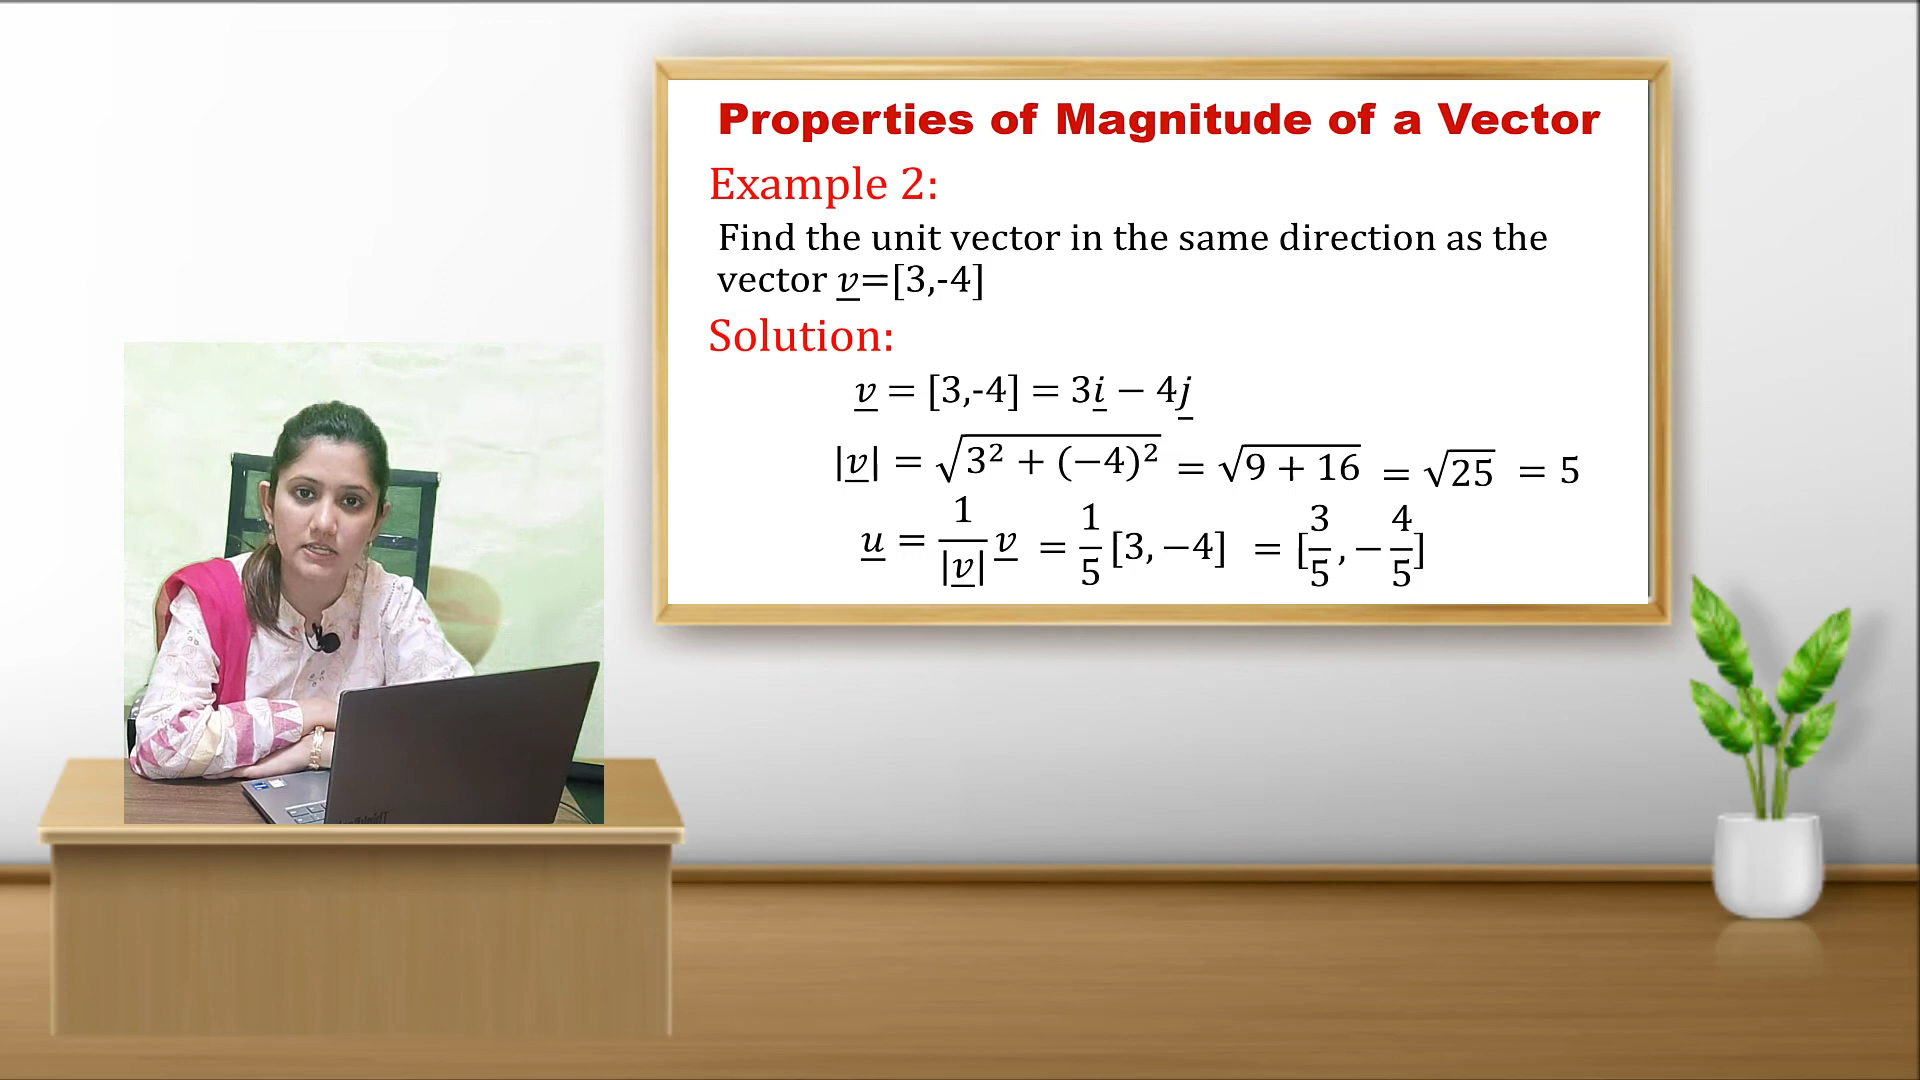 Properties of Magnitude of a Vector
Example 2:
Find the unit vector in the same direction as the
vector v=[3,-4]
Solution:
v = [3,-4] = 3i − 4j
|v| = √(3² + (−4)²) = √(9 + 16) = √25 = 5
u = 1/|v| v = 1/5 [3, −4] = [3/5, −4/5]
ThinkPad